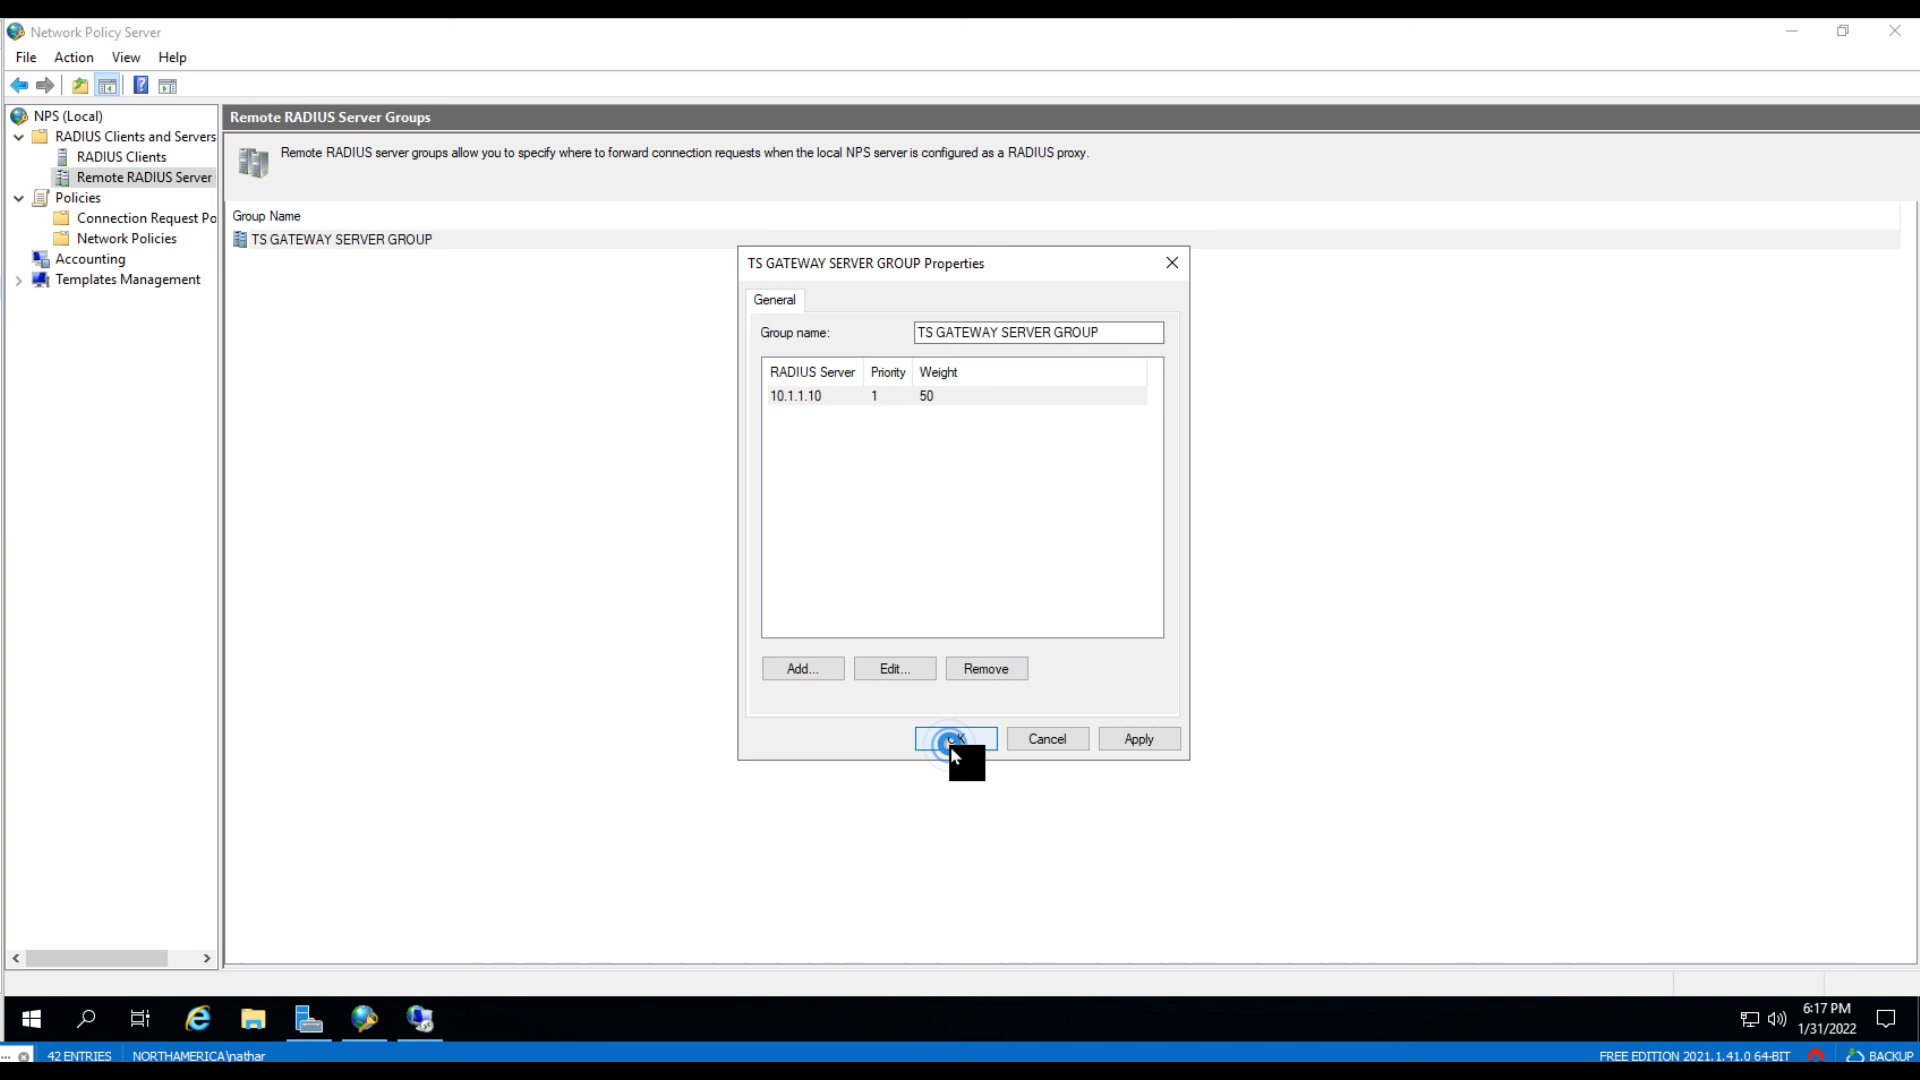 Network Policy Server
File Action View Help
NPS (Local)
RADIUS Clients and Servers
RADIUS Clients
Remote RADIUS Server
Policies
Connection Request Po
Network Policies
Accounting
Templates Management
Remote RADIUS Server Groups
Remote RADIUS server groups allow you to specify where to forward connection requests when the local NPS server is configured as a RADIUS proxy.
Group Name
TS GATEWAY SERVER GROUP
TS GATEWAY SERVER GROUP Properties
General
Group name: TS GATEWAY SERVER GROUP
RADIUS Server Priority Weight
10.1.1.10 1 50
Add... Edit... Remove
Cancel Apply
6:17 PM
1/31/2022
42 ENTRIES NORTHAMERICA\nathar FREE EDITION 2021.1.41.0 64-BIT BACKUP